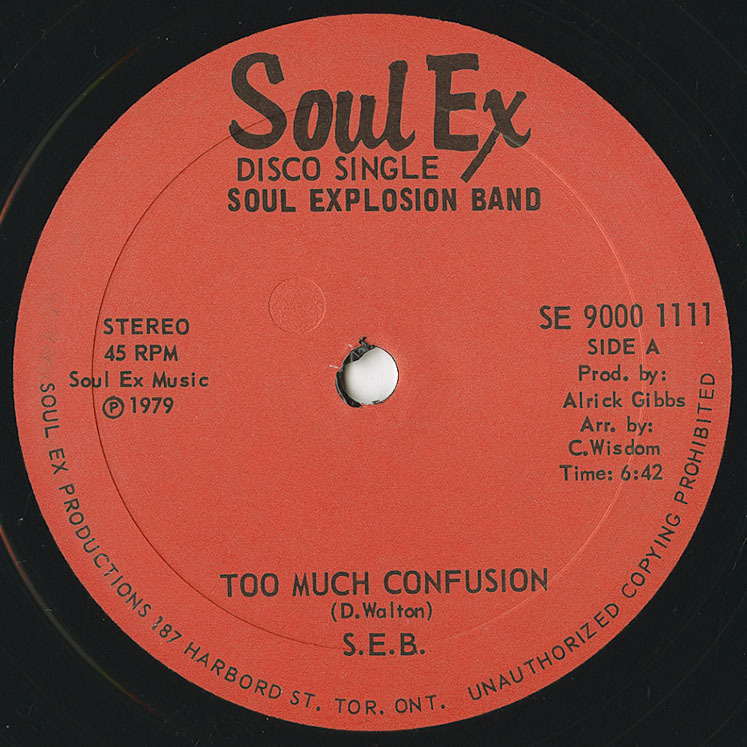 Soul Ex
DISCO SINGLE
SOUL EXPLOSION BAND
STEREO
45 RPM
Soul Ex Music
℗ 1979
SE 9000 1111
SIDE A
Prod. by:
Alrick Gibbs
Arr. by:
C.Wisdom
Time: 6:42
TOO MUCH CONFUSION
(D.Walton)
S.E.B.
SOUL EX PRODUCTIONS 187 HARBORD ST. TOR. ONT. UNAUTHORIZED COPYING PROHIBITED